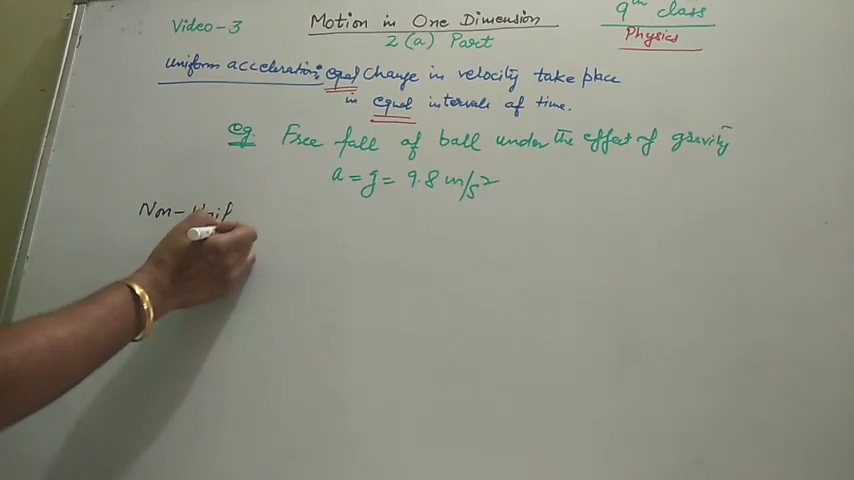 Video-3
Motion in One Dimension
2 (a) Part
9th class
Physics
Uniform acceleration: equal change in velocity take place
in equal intervals of time.
eg. Free fall of ball under the effect of gravity
a = g = 9.8 m/s²
Non-Unif